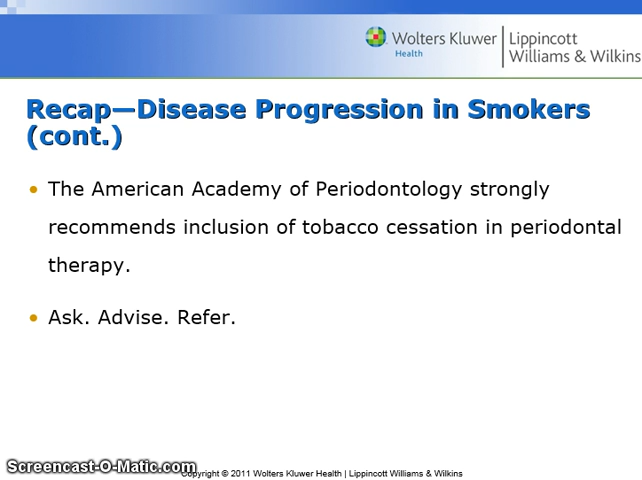 Wolters Kluwer
Health
Lippincott
Williams & Wilkins
Recap—Disease Progression in Smokers
(cont.)
• The American Academy of Periodontology strongly
recommends inclusion of tobacco cessation in periodontal
therapy.
• Ask. Advise. Refer.
Screencast-O-Matic.com
Copyright © 2011 Wolters Kluwer Health | Lippincott Williams & Wilkins